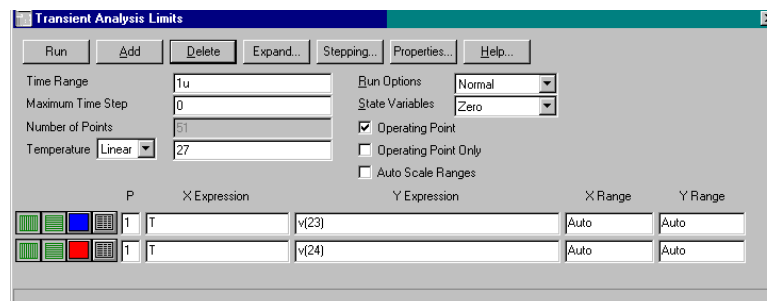 Transient Analysis Limits
Run Add Delete Expand... Stepping... Properties... Help...
Time Range 1u Run Options Normal
Maximum Time Step 0 State Variables Zero
Number of Points 51 Operating Point
Temperature Linear 27 Operating Point Only
Auto Scale Ranges
P X Expression Y Expression X Range Y Range
1 T v(23) Auto Auto
1 T v(24) Auto Auto